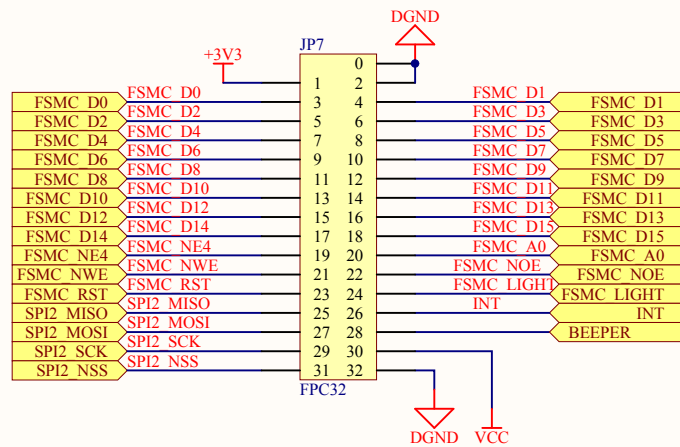 DGND
JP7
+3V3
0
1 2
FSMC_D0 FSMC_D0 3 4 FSMC_D1 FSMC_D1
FSMC_D2 FSMC_D2 5 6 FSMC_D3 FSMC_D3
FSMC_D4 FSMC_D4 7 8 FSMC_D5 FSMC_D5
FSMC_D6 FSMC_D6 9 10 FSMC_D7 FSMC_D7
FSMC_D8 FSMC_D8 11 12 FSMC_D9 FSMC_D9
FSMC_D10 FSMC_D10 13 14 FSMC_D11 FSMC_D11
FSMC_D12 FSMC_D12 15 16 FSMC_D13 FSMC_D13
FSMC_D14 FSMC_D14 17 18 FSMC_D15 FSMC_D15
FSMC_NE4 FSMC_NE4 19 20 FSMC_A0 FSMC_A0
FSMC_NWE FSMC_NWE 21 22 FSMC_NOE FSMC_NOE
FSMC_RST FSMC_RST 23 24 FSMC_LIGHT FSMC_LIGHT
SPI2_MISO SPI2_MISO 25 26 INT INT
SPI2_MOSI SPI2_MOSI 27 28 BEEPER
SPI2_SCK SPI2_SCK 29 30
SPI2_NSS SPI2_NSS 31 32
FPC32
DGND VCC